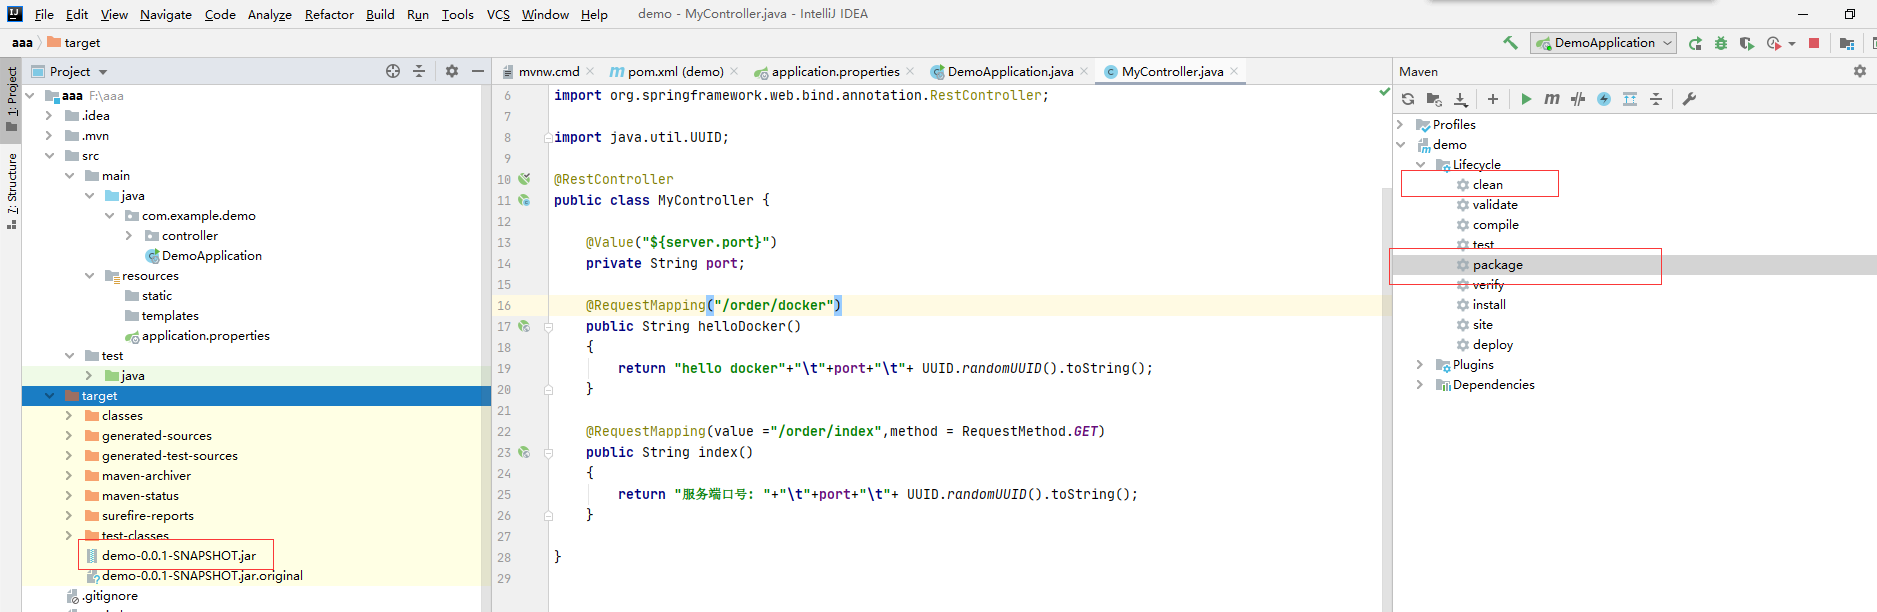 File Edit View Navigate Code Analyze Refactor Build Run Tools VCS Window Help demo - MyController.java - IntelliJ IDEA
aaa target
DemoApplication
Project
mvnw.cmd pom.xml (demo) application.properties DemoApplication.java MyController.java
Maven
1: Project
7: Structure
aaa F:\aaa
.idea
.mvn
src
main
java
com.example.demo
controller
DemoApplication
resources
static
templates
application.properties
test
java
target
classes
generated-sources
generated-test-sources
maven-archiver
maven-status
surefire-reports
test-classes
demo-0.0.1-SNAPSHOT.jar
demo-0.0.1-SNAPSHOT.jar.original
.gitignore
6 import org.springframework.web.bind.annotation.RestController;
7
8 import java.util.UUID;
9
10 @RestController
11 public class MyController {
12
13 @Value("${server.port}")
14 private String port;
15
16 @RequestMapping("/order/docker")
17 public String helloDocker()
18 {
19 return "hello docker"+"\t"+port+"\t"+ UUID.randomUUID().toString();
20 }
21
22 @RequestMapping(value ="/order/index",method = RequestMethod.GET)
23 public String index()
24 {
25 return "服务端口号: "+"\t"+port+"\t"+ UUID.randomUUID().toString();
26 }
27
28 }
29
Profiles
demo
Lifecycle
clean
validate
compile
test
package
verify
install
site
deploy
Plugins
Dependencies